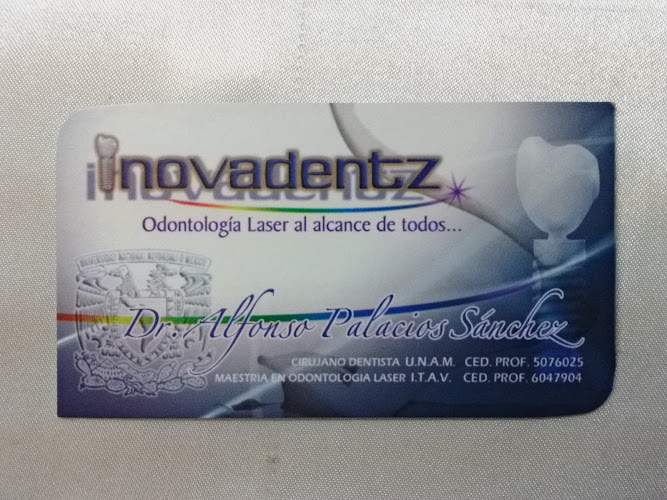 inovadentz
Odontología Laser al alcance de todos...
Dr. Alfonso Palacios Sánchez
CIRUJANO DENTISTA U.N.A.M. CED. PROF. 5076025
MAESTRIA EN ODONTOLOGIA LASER I.T.A.V. CED. PROF. 6047904